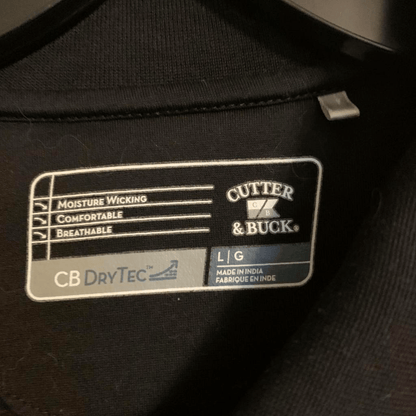 MOISTURE WICKING
COMFORTABLE
BREATHABLE
CUTTER
& BUCK®
CB DRYTEC™
L | G
MADE IN INDIA
FABRIQUÉ EN INDE